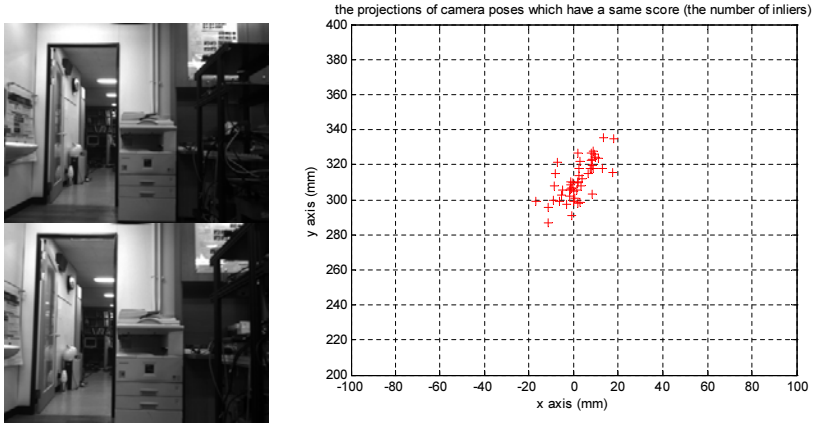 the projections of camera poses which have a same score (the number of inliers)
400
380
360
340
320
300
280
260
240
220
200
y axis (mm)
-100 -80 -60 -40 -20 0 20 40 60 80 100
x axis (mm)